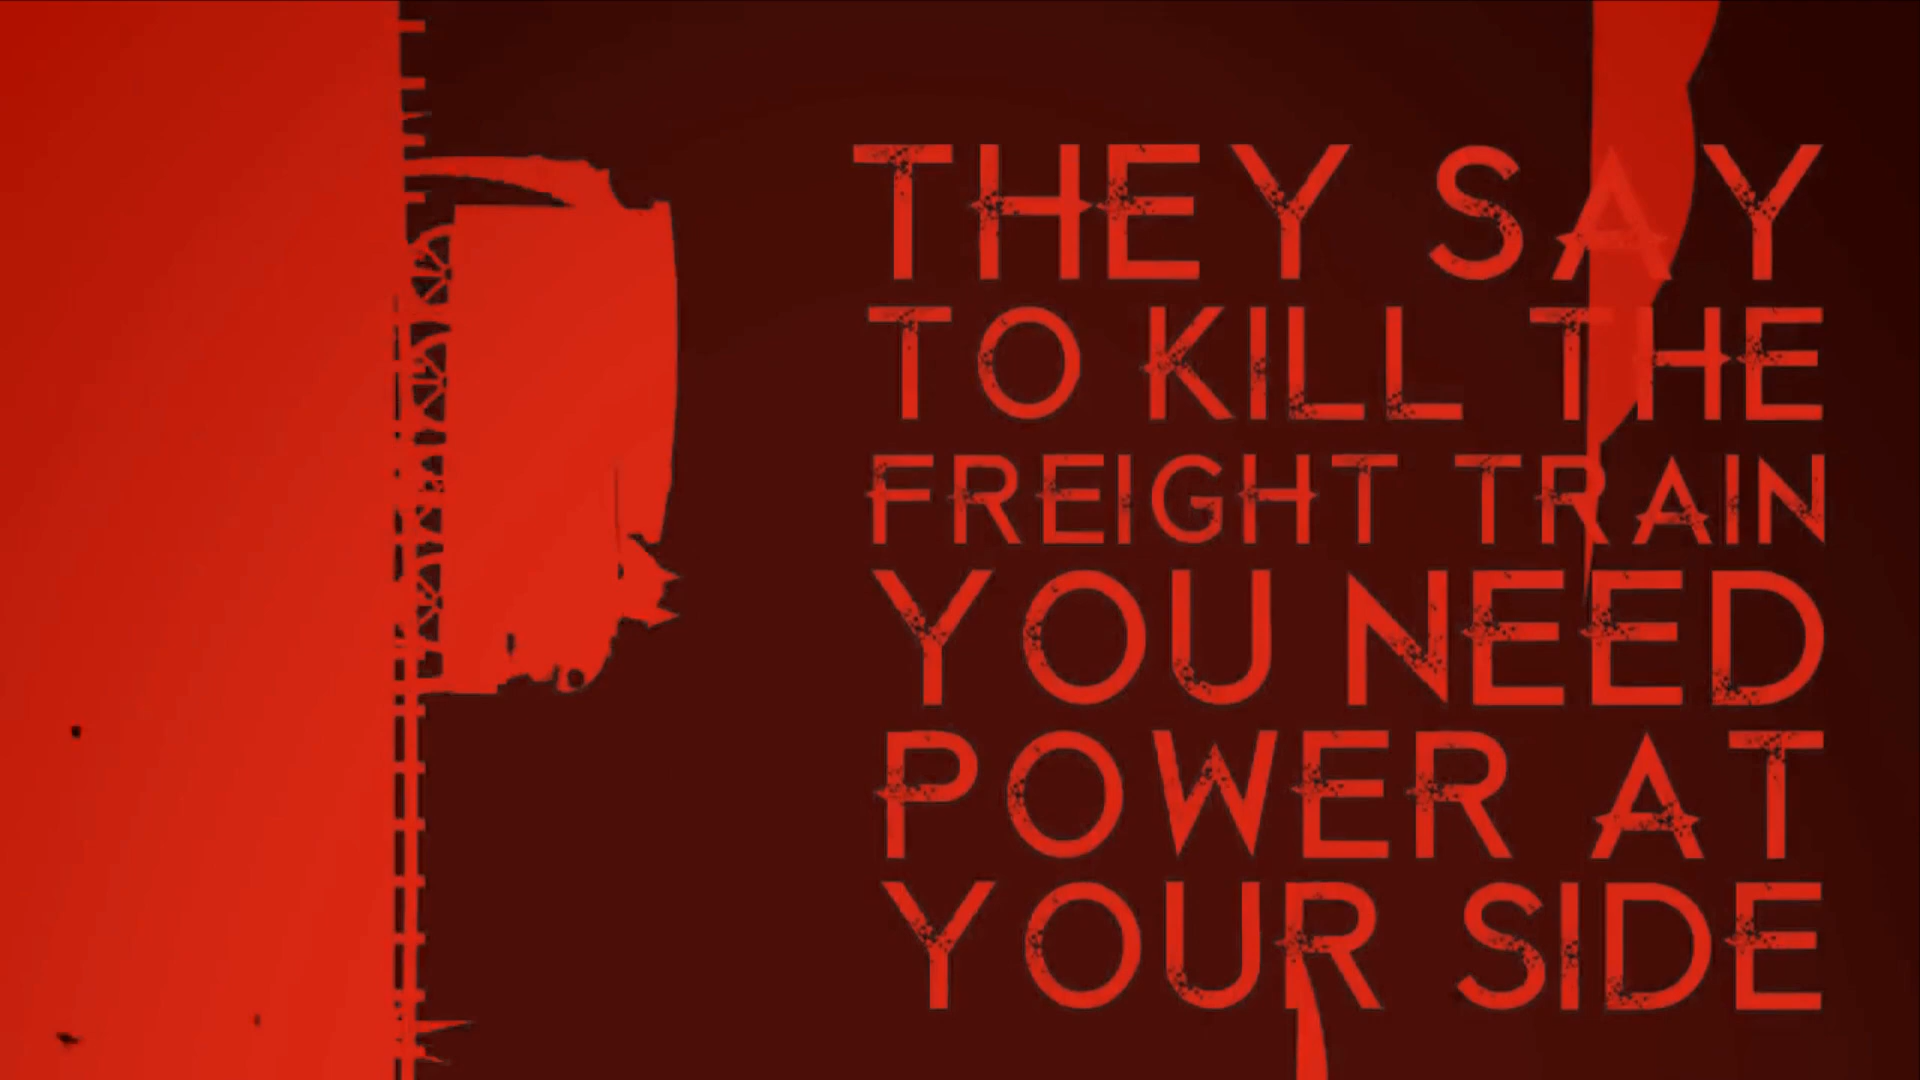 THEY SAY
TO KILL THE
FREIGHT TRAIN
YOU NEED
POWER AT
YOUR SIDE